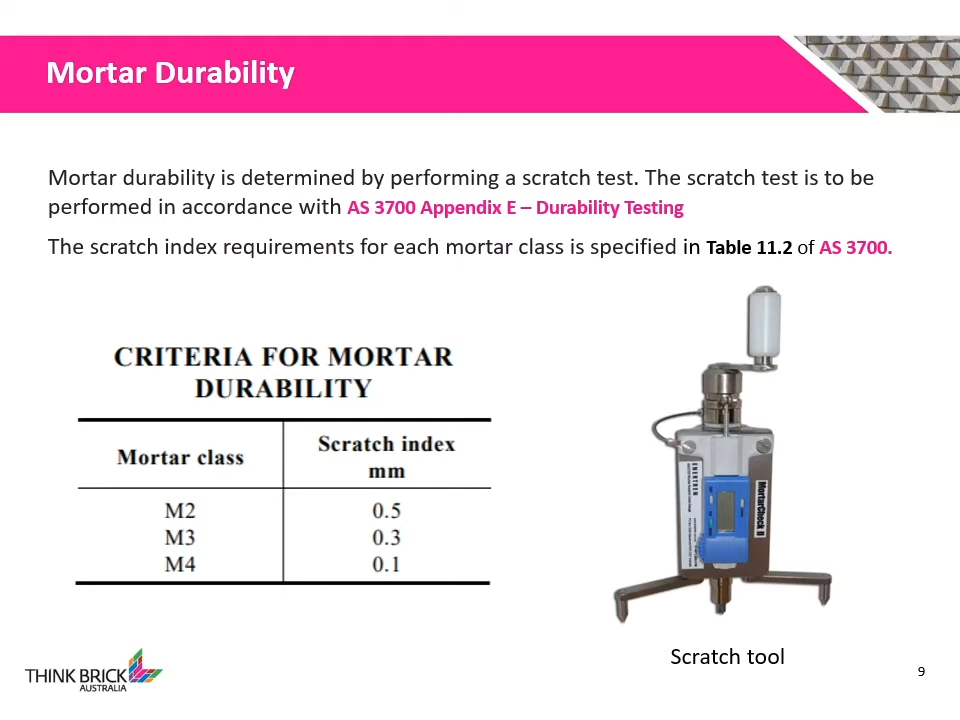 Mortar Durability
Mortar durability is determined by performing a scratch test. The scratch test is to be
performed in accordance with AS 3700 Appendix E – Durability Testing
The scratch index requirements for each mortar class is specified in Table 11.2 of AS 3700.
CRITERIA FOR MORTAR
DURABILITY
Mortar class
Scratch index
mm
M2 0.5
M3 0.3
M4 0.1
ENERTREN
MortarCheck II
Scratch tool
THINK BRICK
AUSTRALIA
9